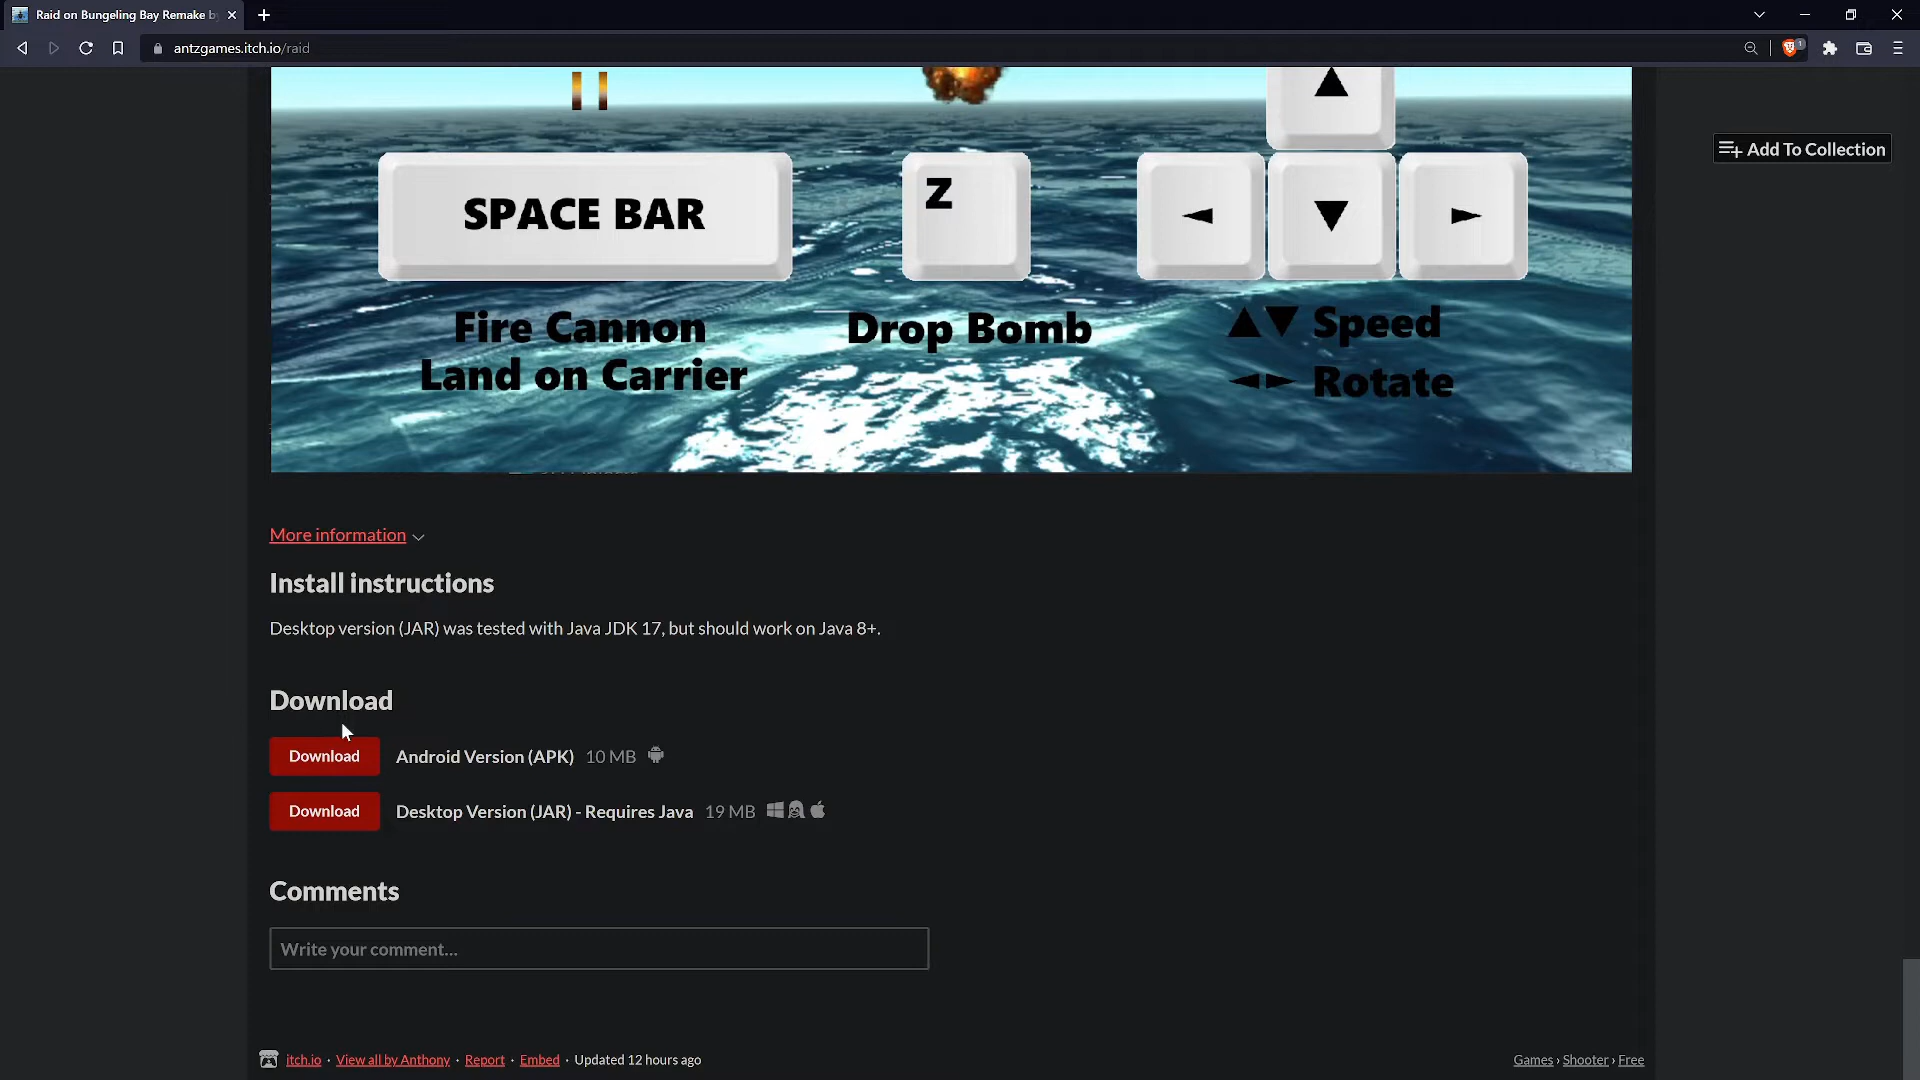 Raid on Bungeling Bay Remake by
antzgames.itch.io/raid
1
Add To Collection
SPACE BAR
Z
Fire Cannon
Land on Carrier
Drop Bomb
▲▼ Speed
◄► Rotate
More information
Install instructions
Desktop version (JAR) was tested with Java JDK 17, but should work on Java 8+.
Download
Download Android Version (APK) 10 MB
Download Desktop Version (JAR) - Requires Java 19 MB
Comments
Write your comment...
itch.io · View all by Anthony · Report · Embed · Updated 12 hours ago
Games › Shooter › Free